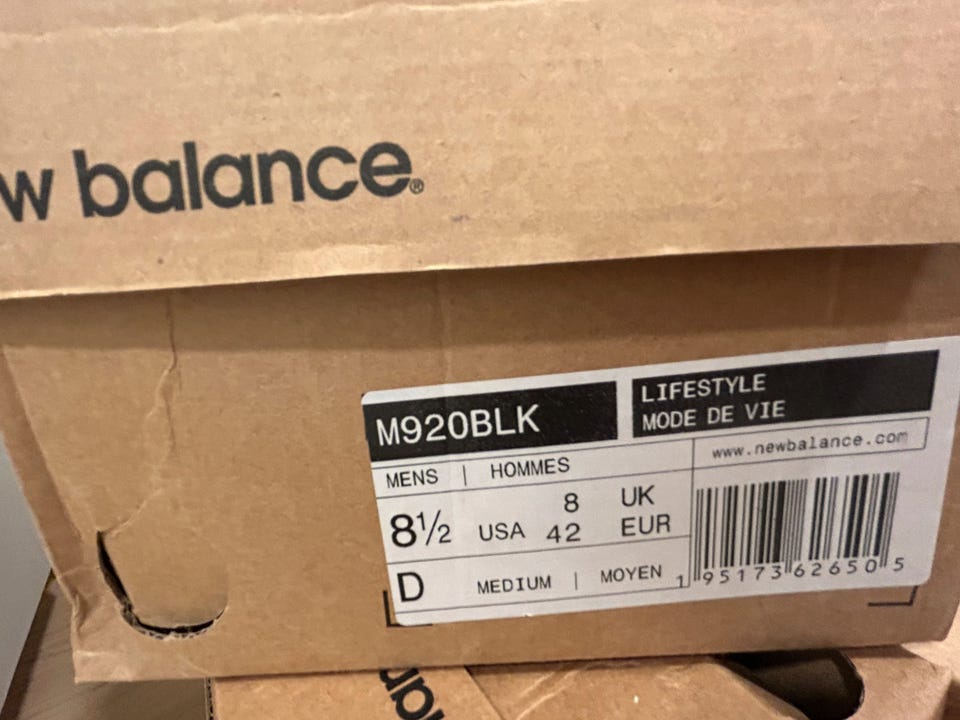 w balance®
M920BLK
LIFESTYLE
MODE DE VIE
www.newbalance.com
MENS | HOMMES
8½ USA 8 UK
42 EUR
D MEDIUM | MOYEN
1 95173 62650 5